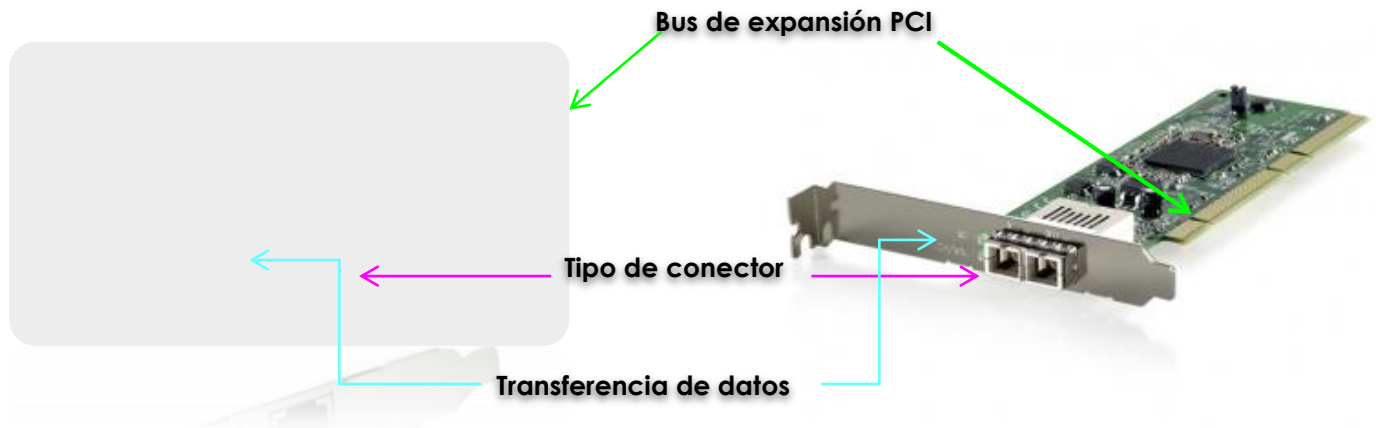 Bus de expansión PCI
Tipo de conector
Transferencia de datos